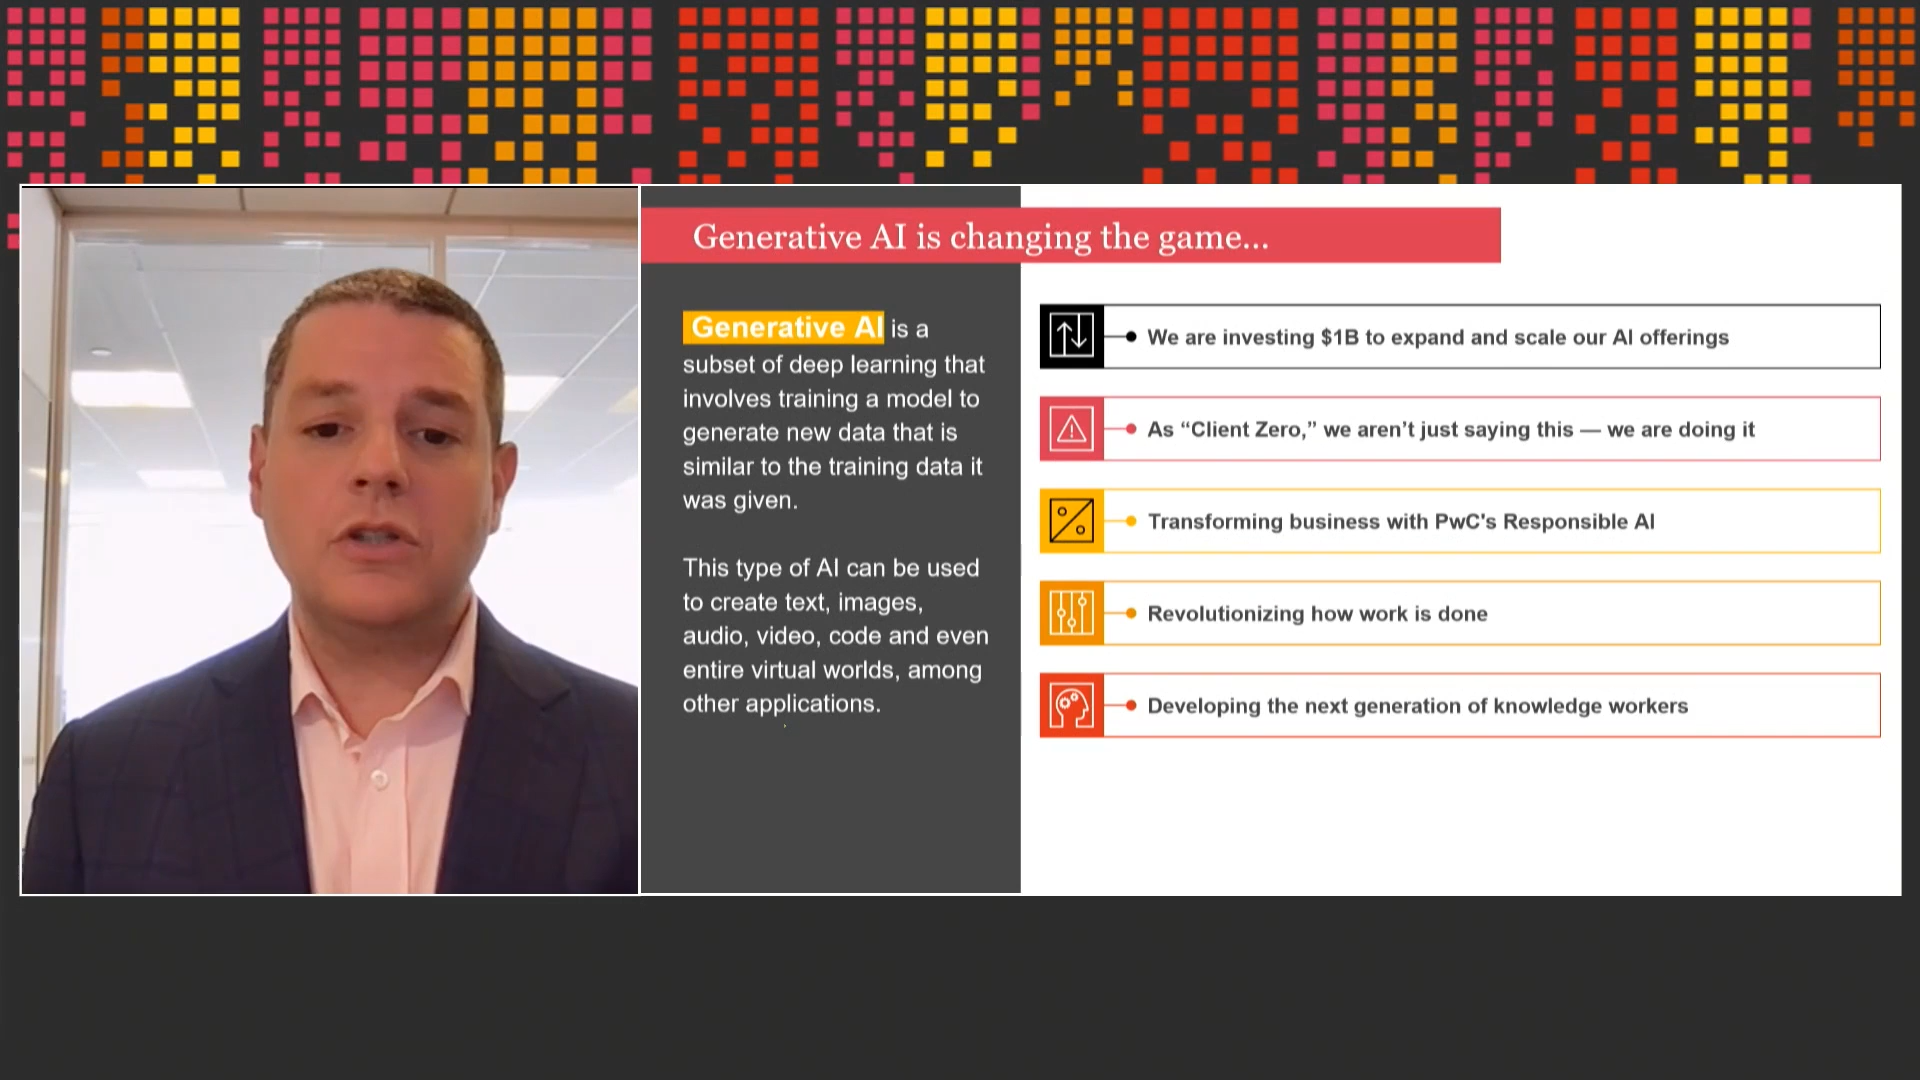 Generative AI is changing the game...
Generative AI is a
subset of deep learning that
involves training a model to
generate new data that is
similar to the training data it
was given.
This type of AI can be used
to create text, images,
audio, video, code and even
entire virtual worlds, among
other applications.
We are investing $1B to expand and scale our AI offerings
As “Client Zero,” we aren’t just saying this — we are doing it
Transforming business with PwC's Responsible AI
Revolutionizing how work is done
Developing the next generation of knowledge workers